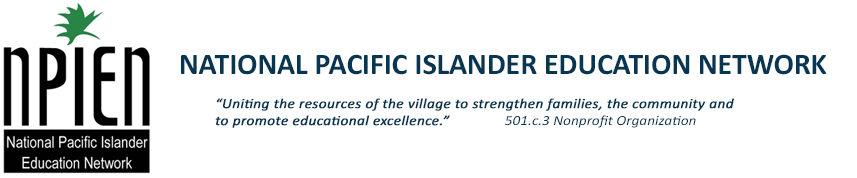 NPIEN
National Pacific Islander
Education Network
NATIONAL PACIFIC ISLANDER EDUCATION NETWORK
“Uniting the resources of the village to strengthen families, the community and
to promote educational excellence.” 501.c.3 Nonprofit Organization